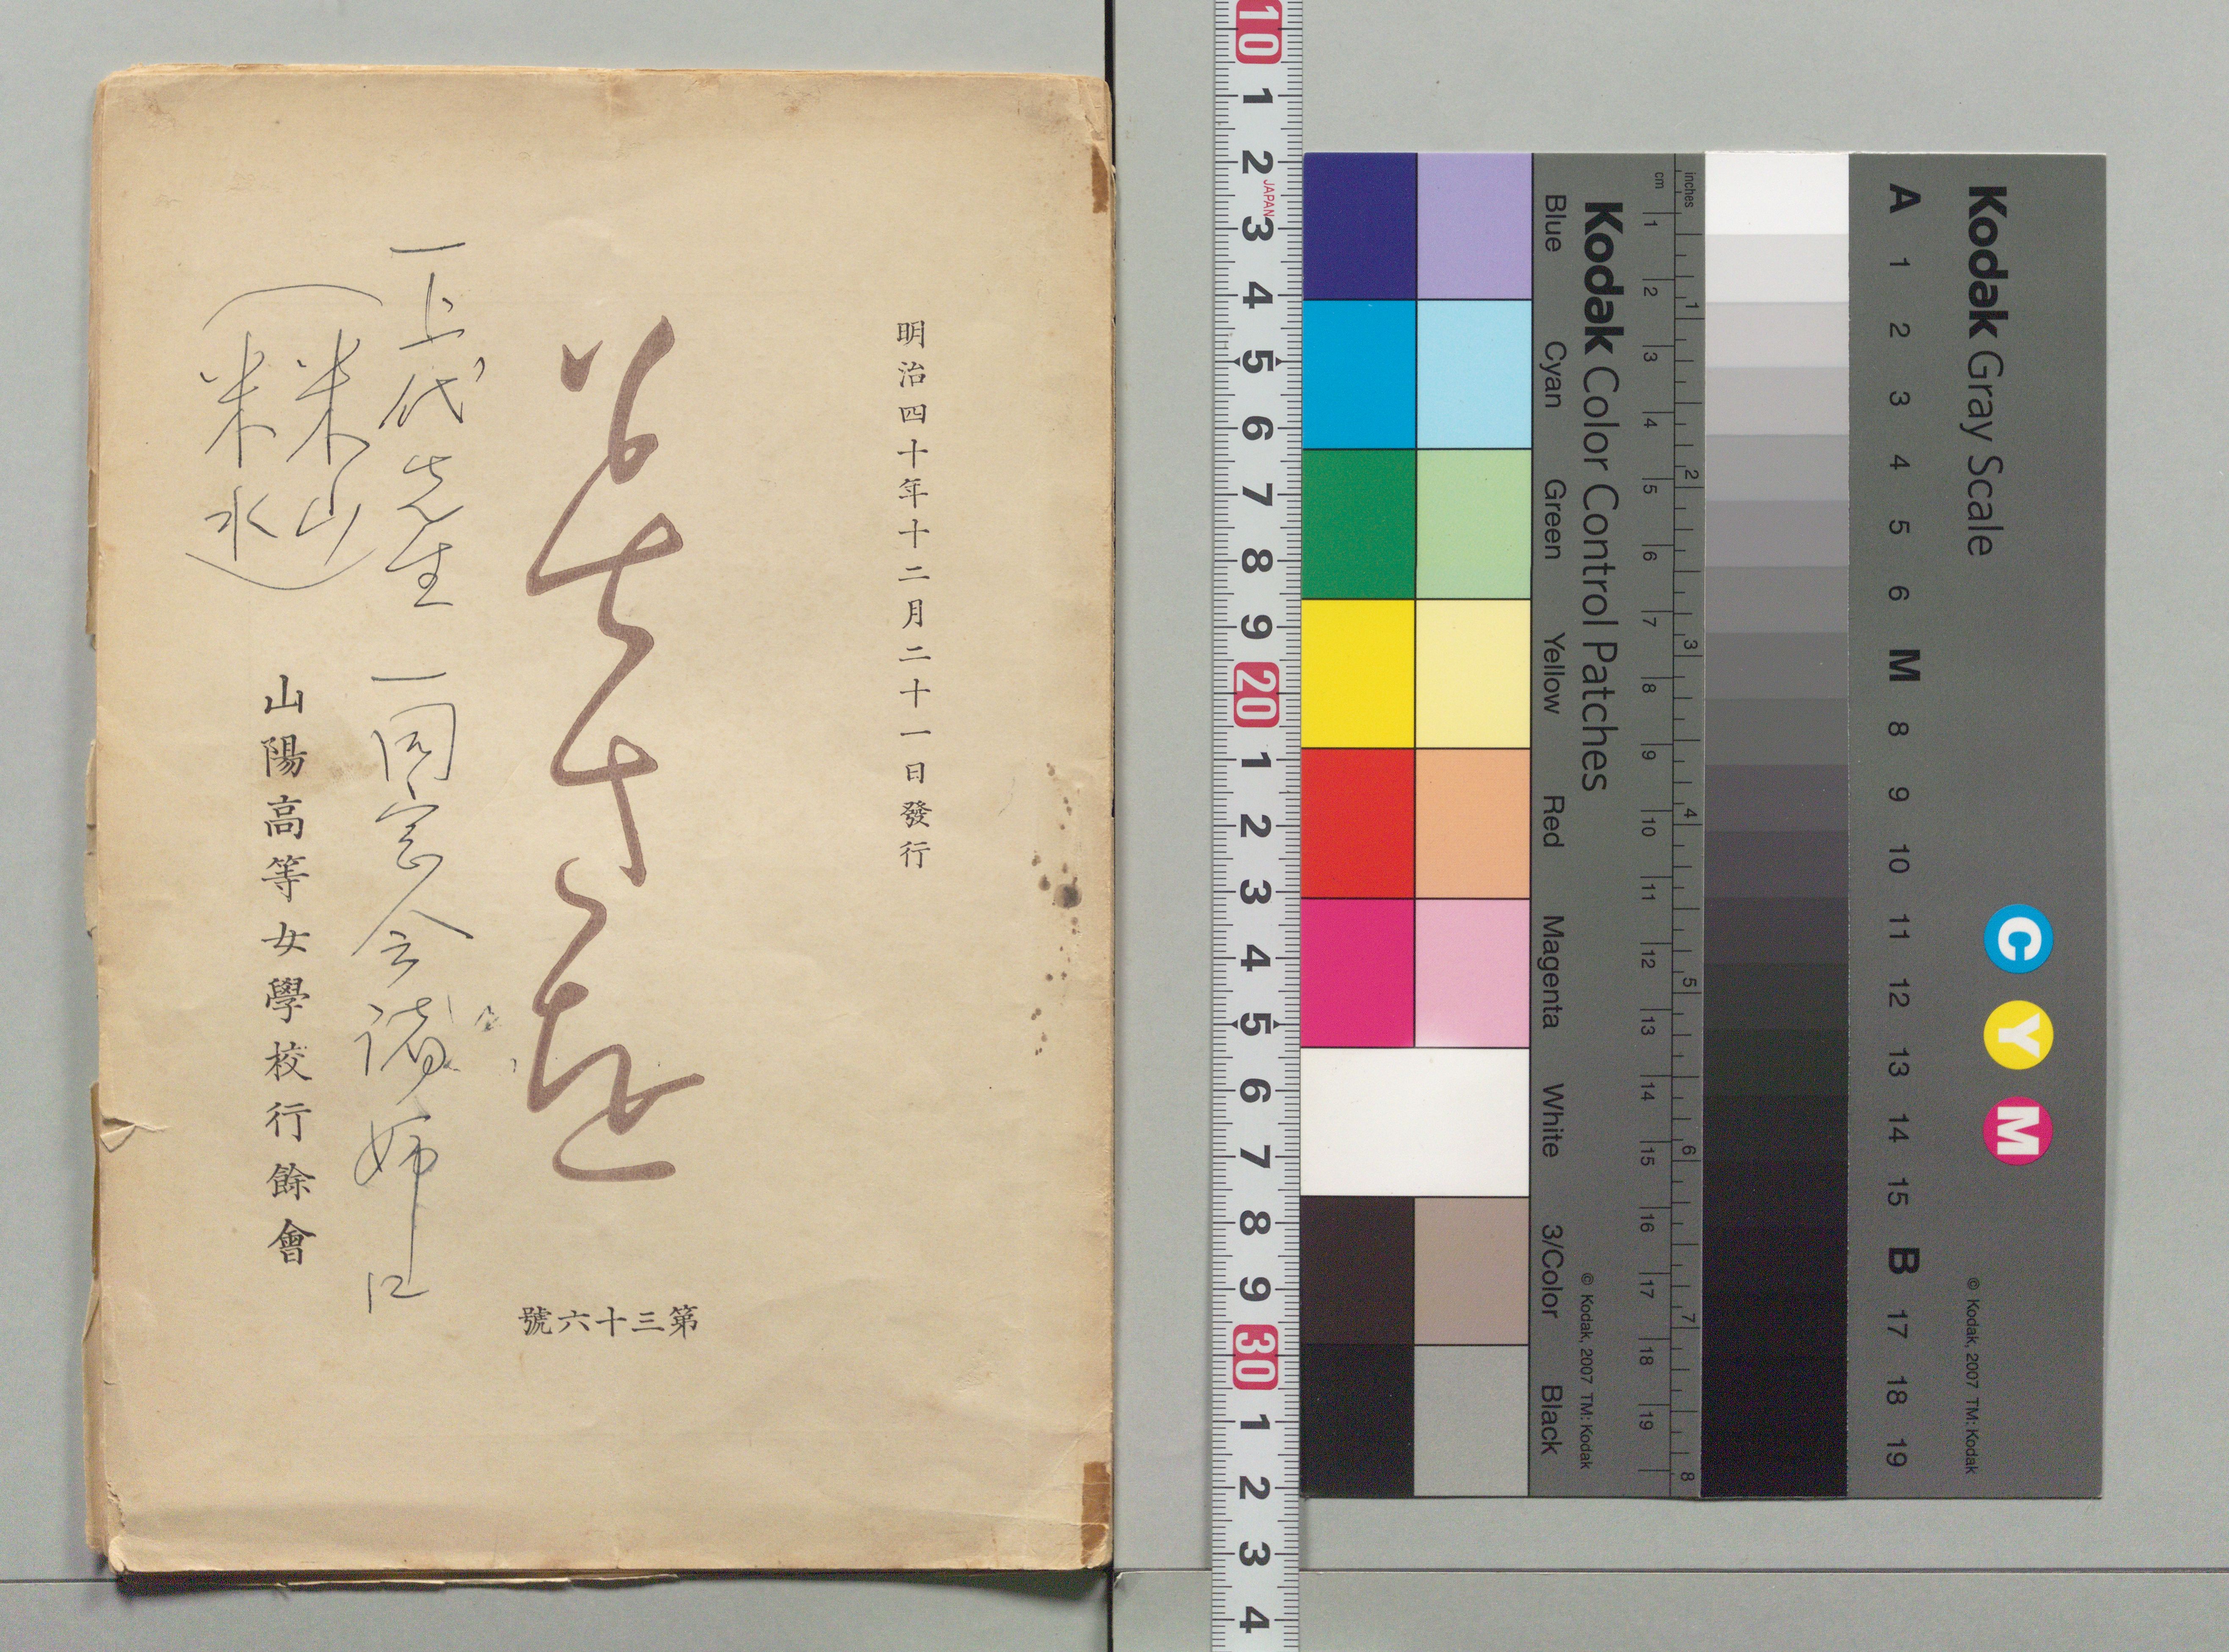 明治四十年十二月二十一日發行
みさを
第三十六號
一上代先生 一同窓会諸姉に
(米山
米水)
山陽高等女學校行餘會
10 1 2 3 4 5 6 7 8 9 20 1 2 3 4 5 6 7 8 9 30 1 2 3 4
JAPAN
Kodak Color Control Patches
Blue Cyan Green Yellow Red Magenta White 3/Color Black
© Kodak, 2007 TM: Kodak
cm 1 2 3 4 5 6 7 8 9 10 11 12 13 14 15 16 17 18 19
inches 1 2 3 4 5 6 7 8
Kodak Gray Scale
C Y M
A 1 2 3 4 5 6 M 8 9 10 11 12 13 14 15 B 17 18 19
© Kodak, 2007 TM: Kodak